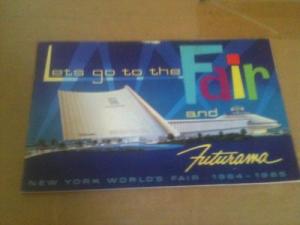 Lets go to the
Fair
and
Futurama
NEW YORK WORLD'S FAIR 1964-1965